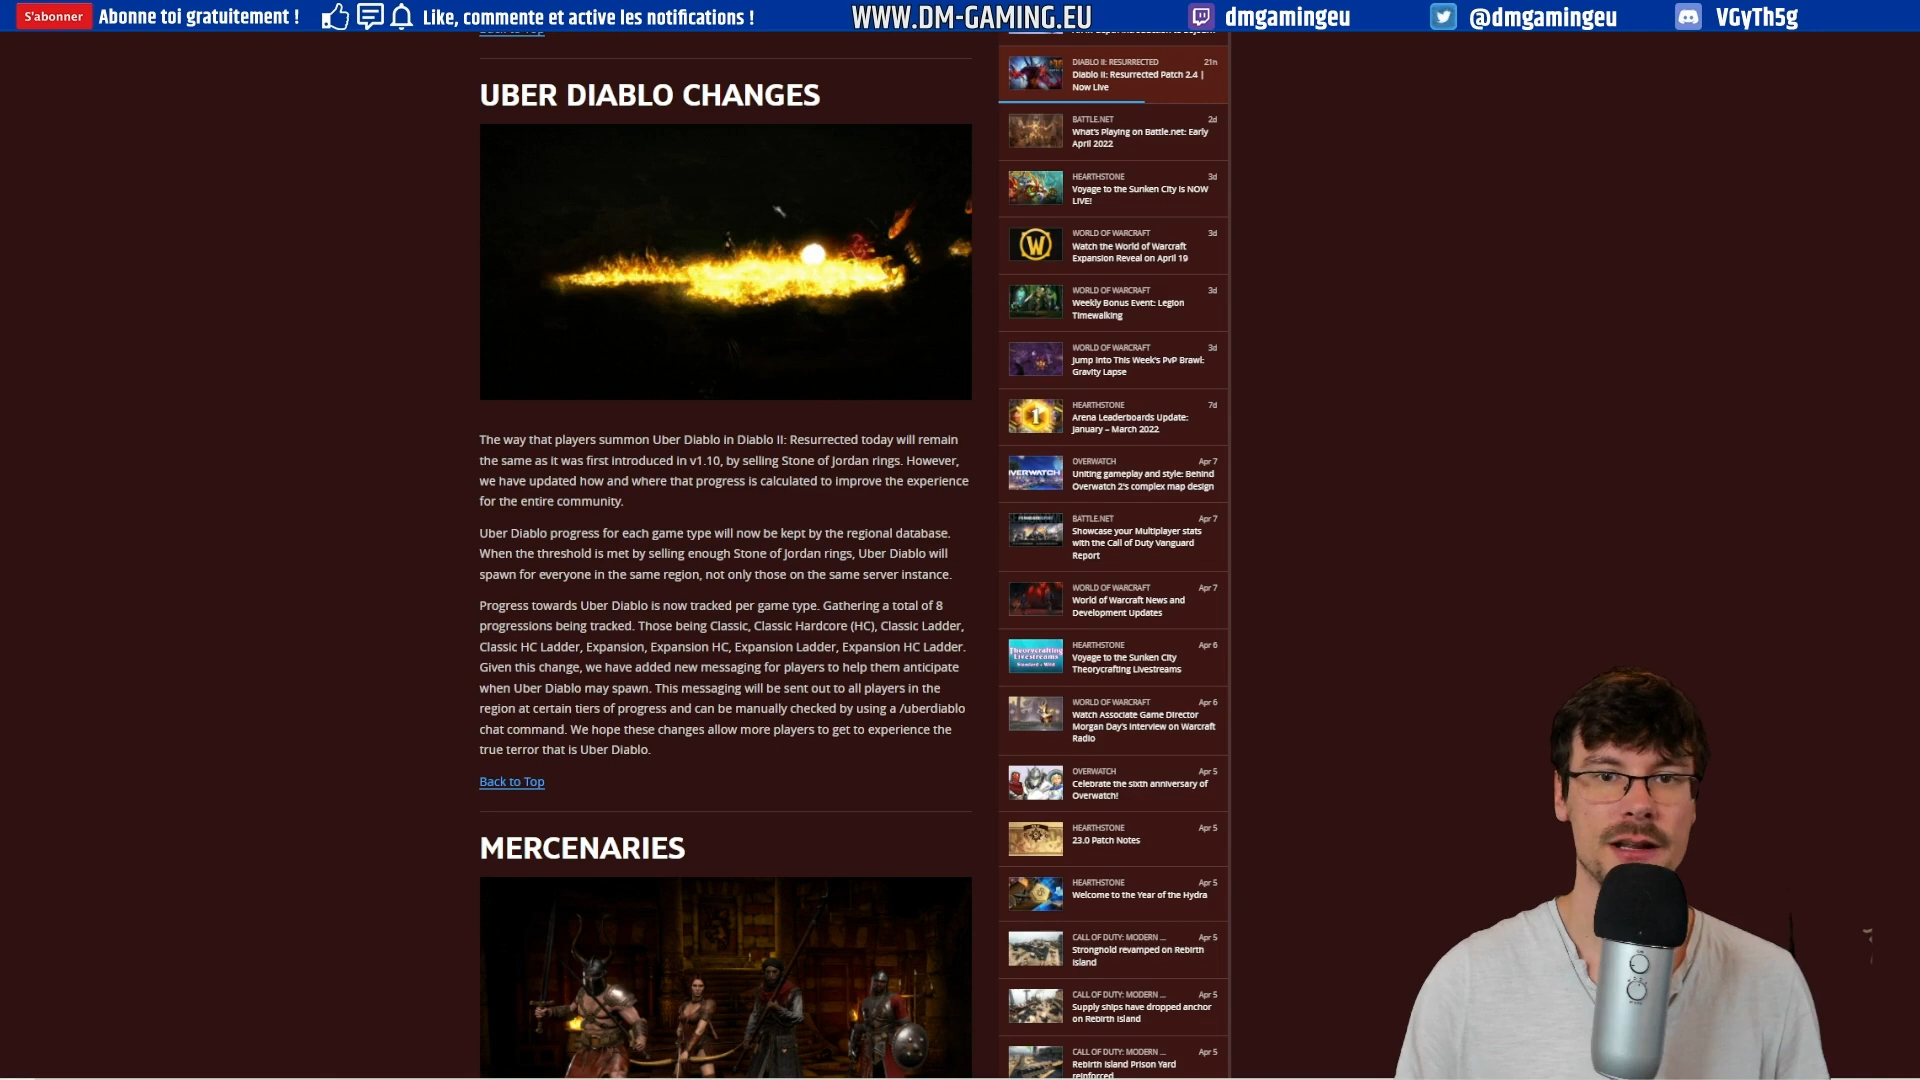 S'abonner
Abonne toi gratuitement !
Like, commente et active les notifications !
WWW.DM-GAMING.EU
dmgamingeu
@dmgamingeu
VGyTh5g
Back to Top
UBER DIABLO CHANGES
The way that players summon Uber Diablo in Diablo II: Resurrected today will remain
the same as it was first introduced in v1.10, by selling Stone of Jordan rings. However,
we have updated how and where that progress is calculated to improve the experience
for the entire community.
Uber Diablo progress for each game type will now be kept by the regional database.
When the threshold is met by selling enough Stone of Jordan rings, Uber Diablo will
spawn for everyone in the same region, not only those on the same server instance.
Progress towards Uber Diablo is now tracked per game type. Gathering a total of 8
progressions being tracked. Those being Classic, Classic Hardcore (HC), Classic Ladder,
Classic HC Ladder, Expansion, Expansion HC, Expansion Ladder, Expansion HC Ladder.
Given this change, we have added new messaging for players to help them anticipate
when Uber Diablo may spawn. This messaging will be sent out to all players in the
region at certain tiers of progress and can be manually checked by using a /uberdiablo
chat command. We hope these changes allow more players to get to experience the
true terror that is Uber Diablo.
Back to Top
MERCENARIES
DIABLO II: RESURRECTED 21h
Diablo II: Resurrected Patch 2.4 |
Now Live
BATTLE.NET 2d
What's Playing on Battle.net: Early
April 2022
HEARTHSTONE 3d
Voyage to the Sunken City is NOW
LIVE!
WORLD OF WARCRAFT 3d
Watch the World of Warcraft
Expansion Reveal on April 19
WORLD OF WARCRAFT 3d
Weekly Bonus Event: Legion
Timewalking
WORLD OF WARCRAFT 3d
Jump into This Week's PvP Brawl:
Gravity Lapse
HEARTHSTONE 7d
Arena Leaderboards Update:
January – March 2022
OVERWATCH Apr 7
Uniting gameplay and style: Behind
Overwatch 2's complex map design
BATTLE.NET Apr 7
Showcase your Multiplayer stats
with the Call of Duty Vanguard
Report
WORLD OF WARCRAFT Apr 7
World of Warcraft News and
Development Updates
Theorycrafting
Livestreams
Standard + Wild
HEARTHSTONE Apr 6
Voyage to the Sunken City
Theorycrafting Livestreams
WORLD OF WARCRAFT Apr 6
Watch Associate Game Director
Morgan Day's Interview on Warcraft
Radio
OVERWATCH Apr 5
Celebrate the sixth anniversary of
Overwatch!
HEARTHSTONE Apr 5
23.0 Patch Notes
HEARTHSTONE Apr 5
Welcome to the Year of the Hydra
CALL OF DUTY: MODERN ... Apr 5
Stronghold revamped on Rebirth
Island
CALL OF DUTY: MODERN ... Apr 5
Supply ships have dropped anchor
on Rebirth Island
CALL OF DUTY: MODERN ... Apr 5
Rebirth Island Prison Yard
reinforced